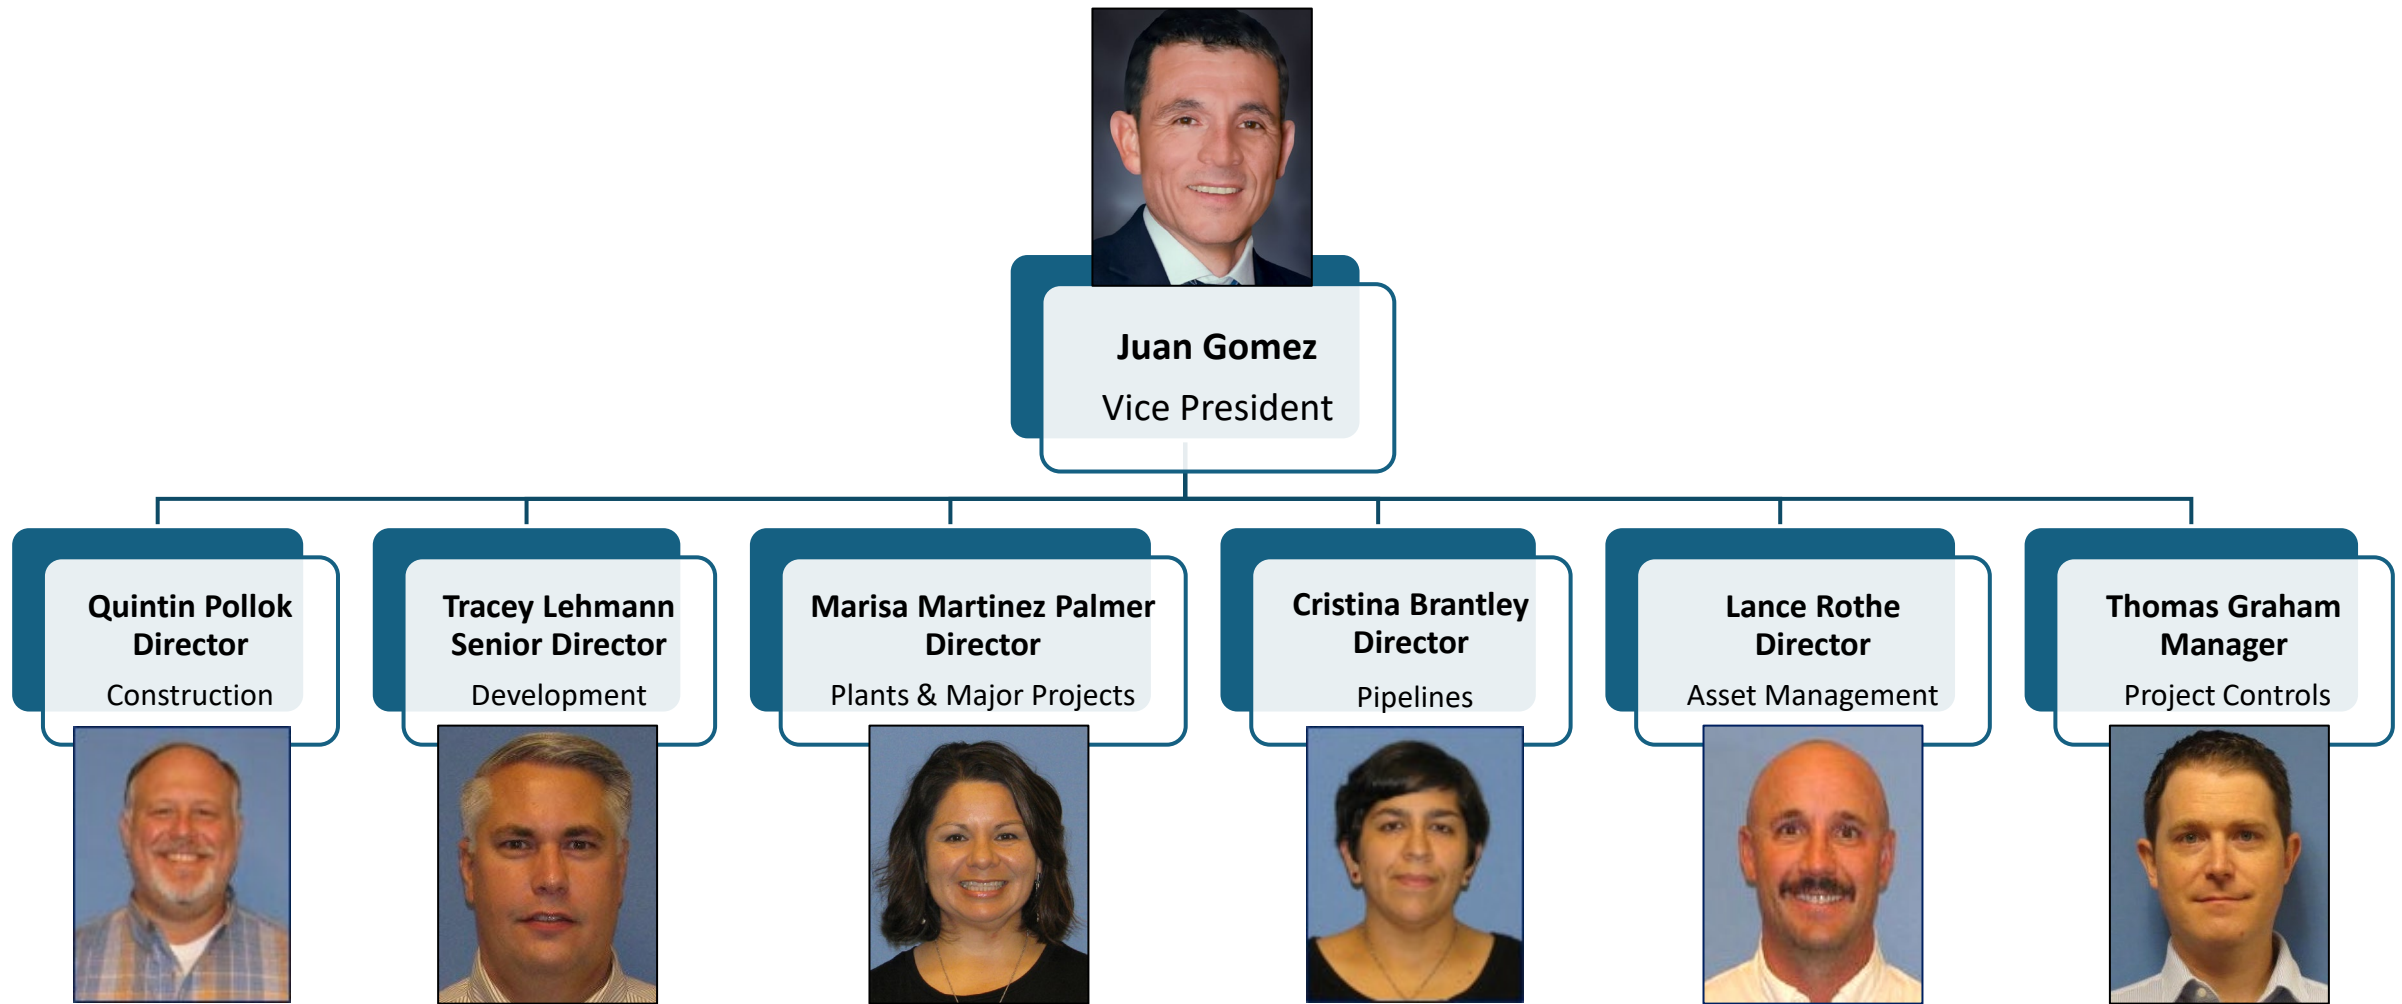 Juan Gomez
Vice President
Quintin Pollok
Director
Construction
Tracey Lehmann
Senior Director
Development
Marisa Martinez Palmer
Director
Plants & Major Projects
Cristina Brantley
Director
Pipelines
Lance Rothe
Director
Asset Management
Thomas Graham
Manager
Project Controls